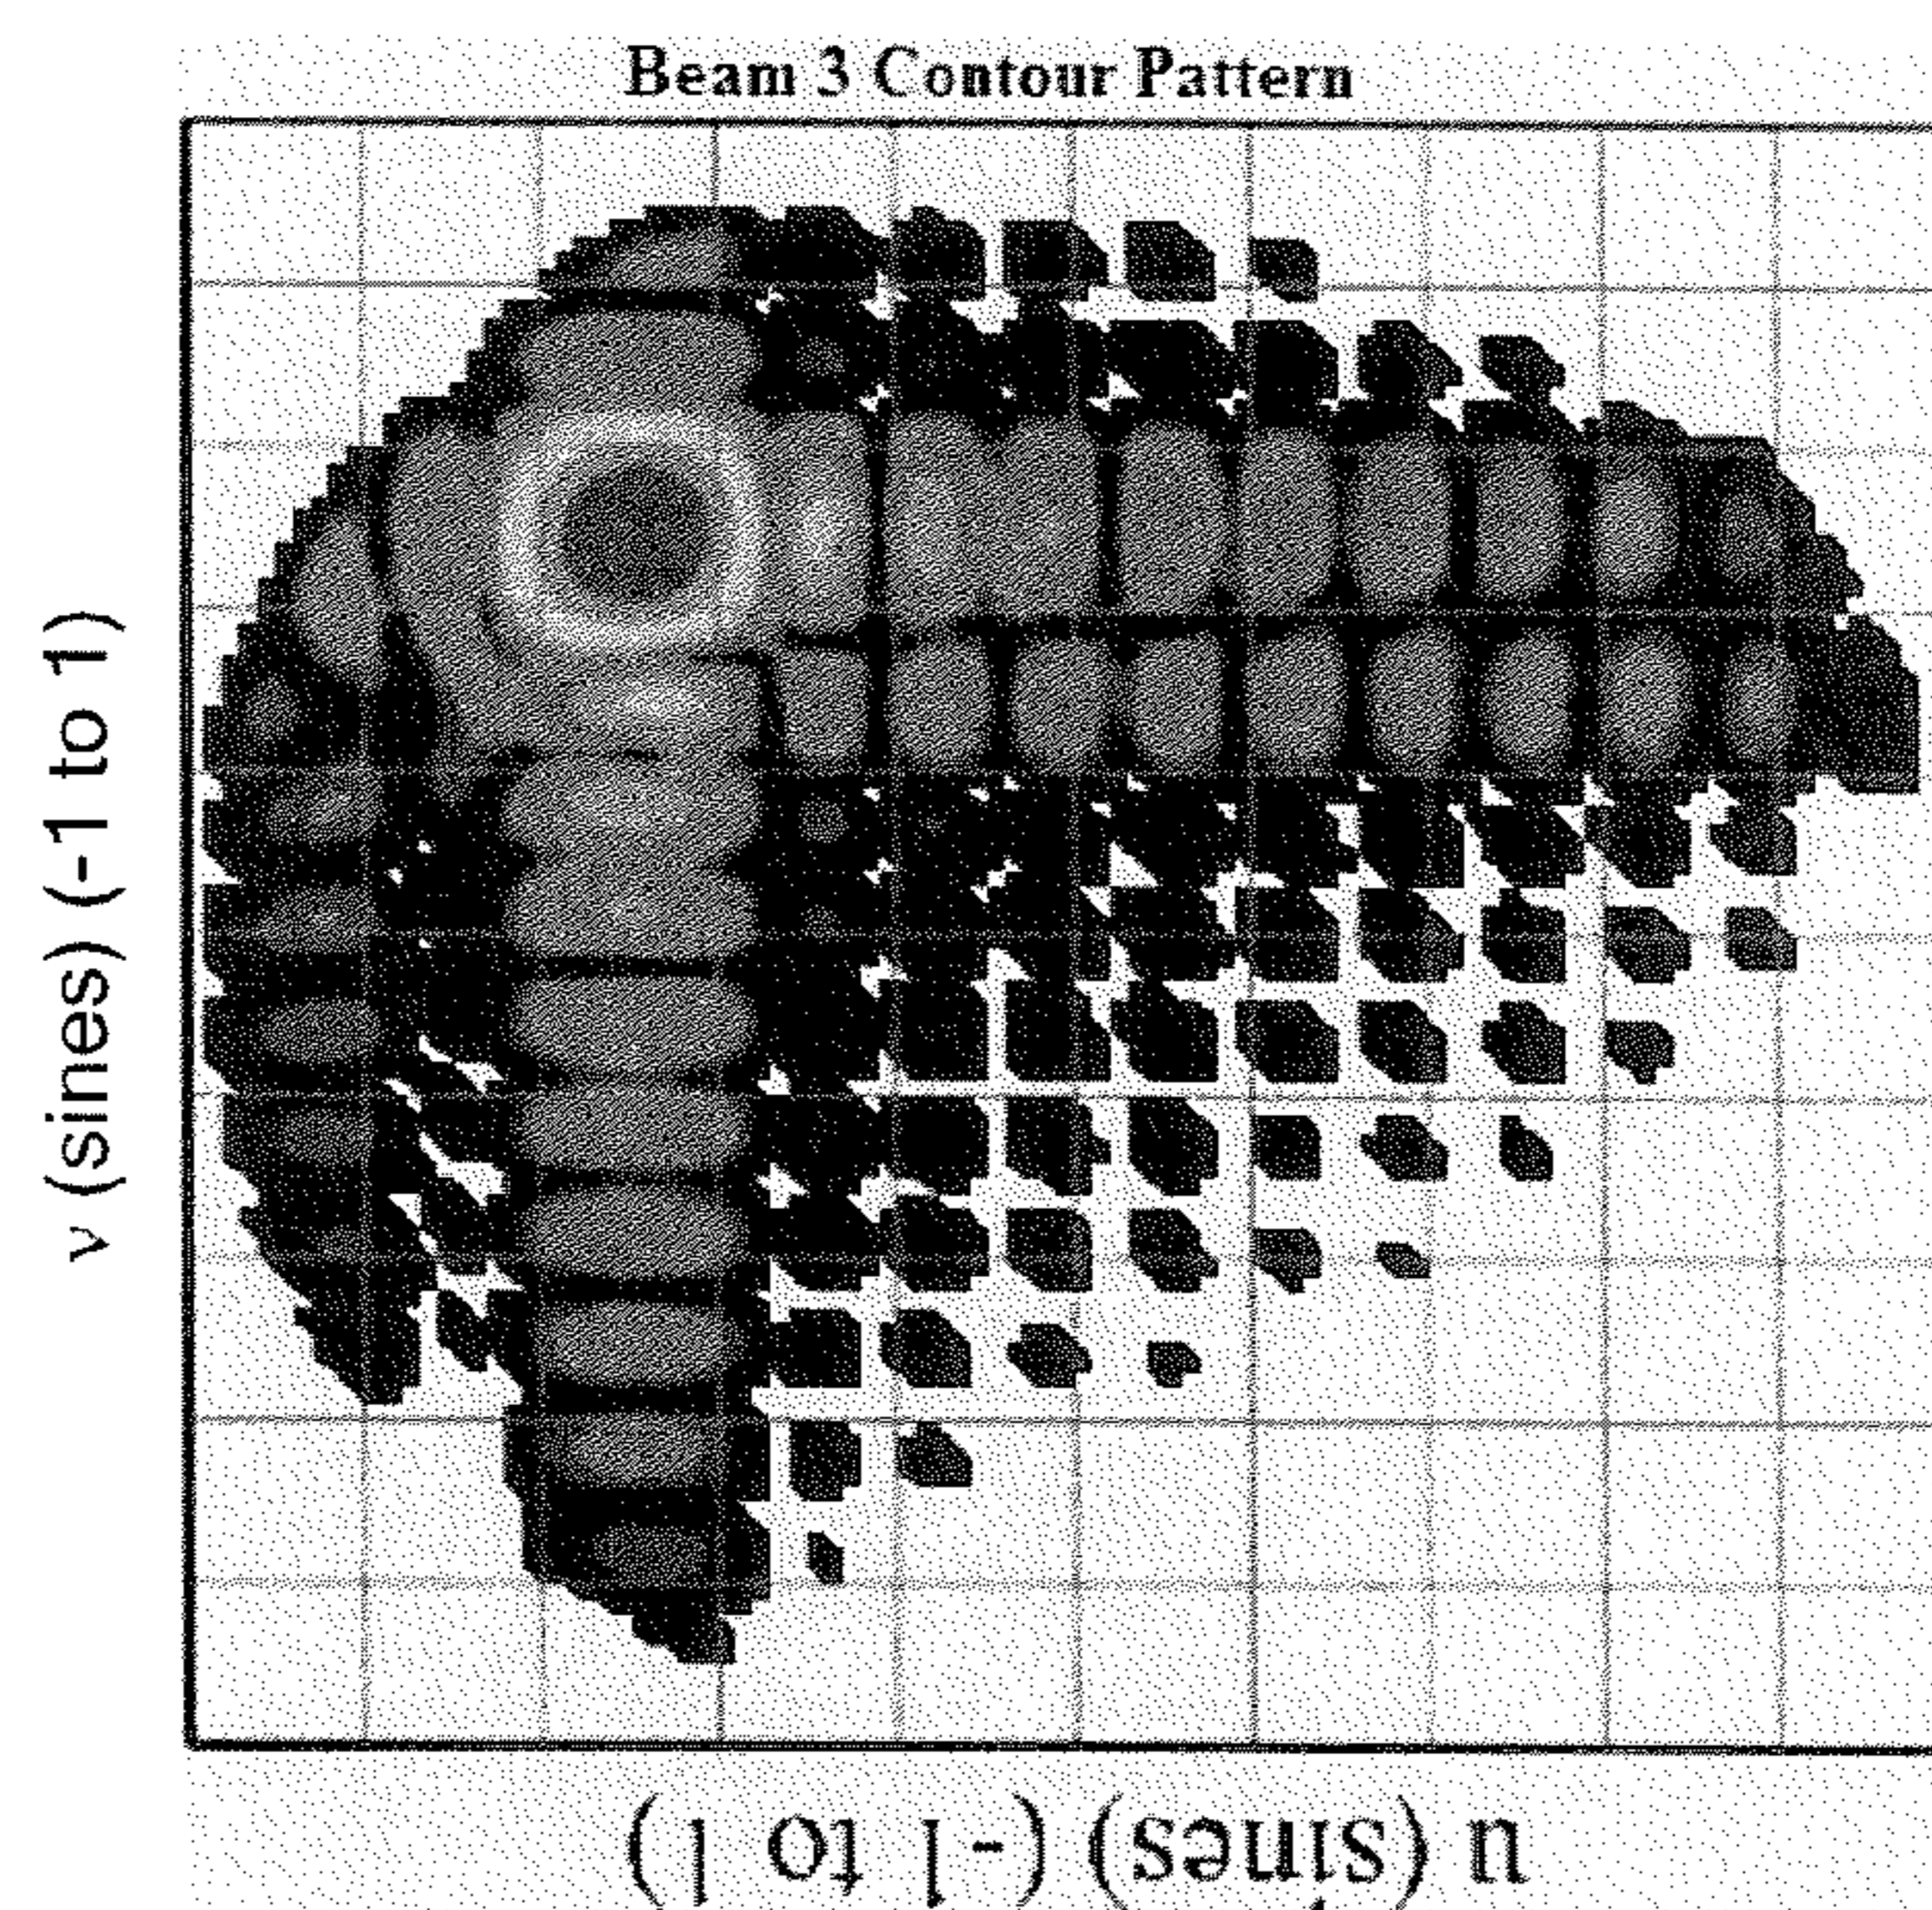 Beam 3 Contour Pattern
v (sines) (-1 to 1)
u (sines) (-1 to 1)